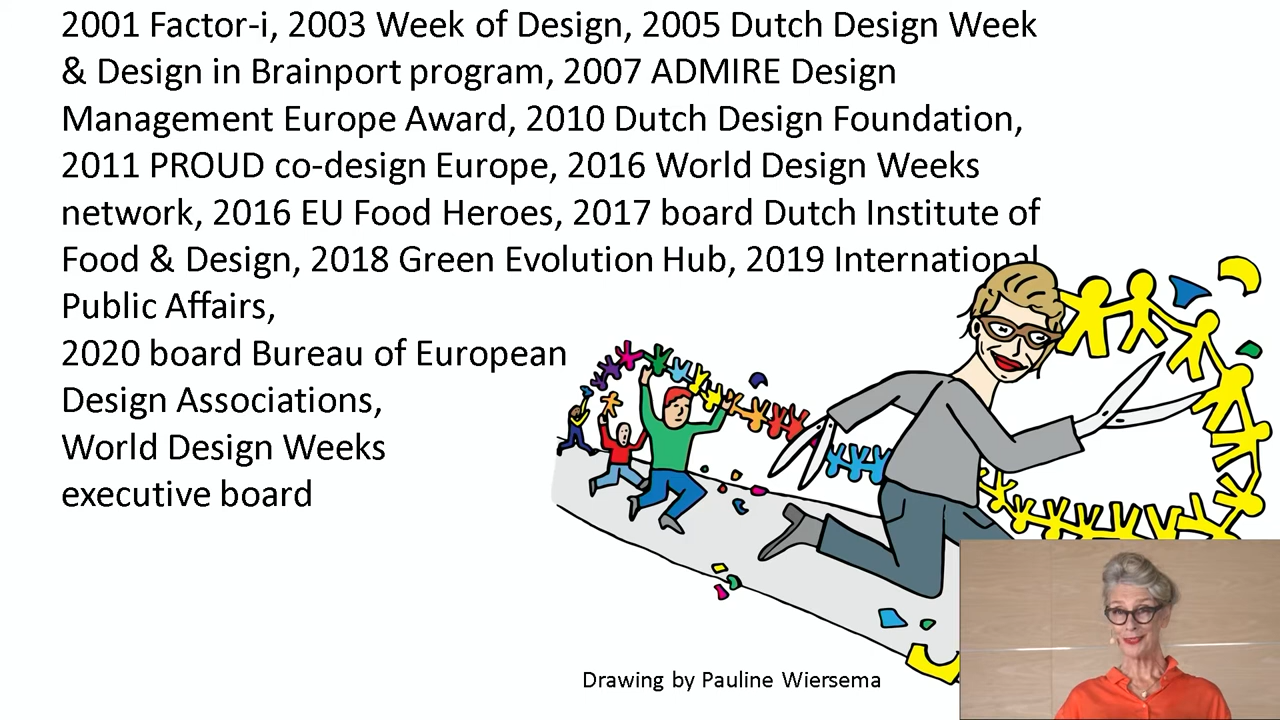 2001 Factor-i, 2003 Week of Design, 2005 Dutch Design Week
& Design in Brainport program, 2007 ADMIRE Design
Management Europe Award, 2010 Dutch Design Foundation,
2011 PROUD co-design Europe, 2016 World Design Weeks
network, 2016 EU Food Heroes, 2017 board Dutch Institute of
Food & Design, 2018 Green Evolution Hub, 2019 International
Public Affairs,
2020 board Bureau of European
Design Associations,
World Design Weeks
executive board
Drawing by Pauline Wiersema